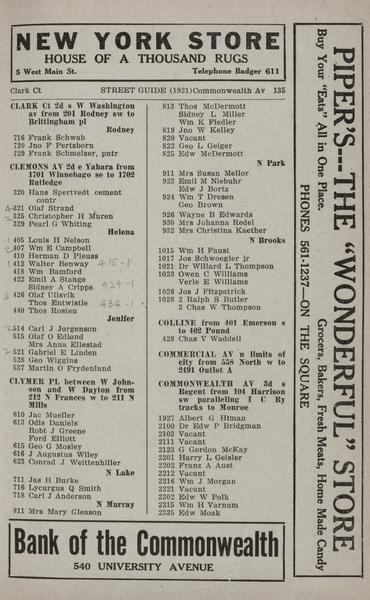 NEW YORK STORE
HOUSE OF A THOUSAND RUGS
5 West Main St. Telephone Badger 611
Clark Ct STREET GUIDE (1921) Commonwealth Av 135
CLARK Ct 2d s W Washington
av from 201 Rodney sw to
Brittingham pl
Rodney
716 Frank Schwab
720 Jno F Pertzborn
729 Frank Schmelzer, pntr
CLEMONS AV 2d e Yahara from
1701 Winnebago se to 1702
Rutledge
320 Hans Spertvedt cement
contr
321 Olaf Strand
325 Christopher H Muren
329 Pearl G Whiting
Helena
405 Louis H Nelson
407 Wm E Campbell
410 Herman D Pleuss
412 Walter Benway 415-1
418 Wm Bamford
422 Emil A Stange
Sidney A Cripps 424-1
426 Olaf Ullsvik
Thos Entwistle 434-1
440 Thos Rosten
Jenifer
514 Carl J Jorgenson
515 Olaf O Edland
Mrs Anna Ellestad
521 Gabriel E Linden
528 Geo Wiggins
537 Martin O Frydenlund
CLYMER PL between W John-
son and W Dayton from
212 N Frances w to 211 N
Mills
610 Jac Mueller
613 Odis Daniels
Robt J Greene
Ford Elliott
615 Geo G Mosley
616 J Augustus Wiley
623 Conrad J Weittenhiller
N Lake
711 Jas H Burke
716 Lycurgus Q Smith
718 Carl J Anderson
N Murray
811 Mrs Mary Gleason
813 Thos McDermott
Sidney L Miller
Wm K Fiedler
819 Jno W Kelley
820 Vacant
822 Geo L Geiger
825 Edw McDermott
N Park
911 Mrs Susan Mellor
923 Emil M Niebuhr
Edw J Bortz
924 Wm T Dresen
Geo Brown
926 Wayne B Edwards
930 Mrs Johanna Redel
932 Mrs Christina Kaether
N Brooks
1015 Wm H Faust
1017 Jos Schwoegler jr
1021 Dr Willard L Thompson
1023 Owen C Williams
Verle E Williams
1026 Jos J Fitzpatrick
1028 2 Ralph S Butler
3 Chas W Thompson
COLLINE from 401 Emerson s
to 402 Pound
428 Chas V Waddell
COMMERCIAL AV n limits of
city from 558 North w to
2491 Outlot A
COMMONWEALTH AV 3d s
Regent from 104 Harrison
sw paralleling I C Ry
tracks to Monroe
1927 Albert G Hinman
2100 Dr Edw P Bridgman
2103 Vacant
2111 Vacant
2123 G Gordon McKay
2201 Harry L Geisler
2202 Franz A Aust
2212 Vacant
2216 Wm J Morgan
2221 Vacant
2302 Edw W Polk
2315 Wm H Varnum
2335 Edw Moak
Bank of the Commonwealth
540 UNIVERSITY AVENUE
PIPER'S---THE "WONDERFUL" STORE
Buy Your "Eats" All in One Place. Grocers, Bakers, Fresh Meats, Home Made Candy
PHONES 561-1237—ON THE SQUARE